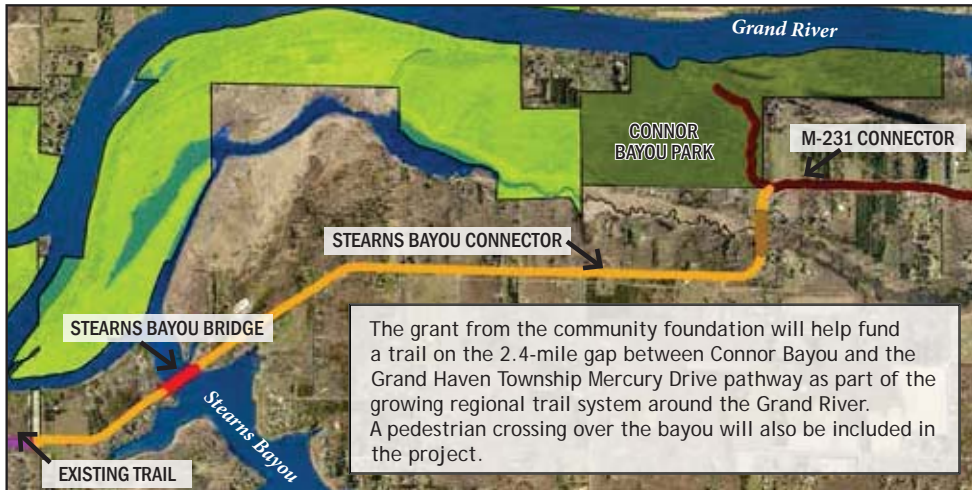 Grand River
CONNOR
BAYOU PARK
M-231 CONNECTOR
STEARNS BAYOU CONNECTOR
STEARNS BAYOU BRIDGE
Stearns Bayou
EXISTING TRAIL
The grant from the community foundation will help fund
a trail on the 2.4-mile gap between Connor Bayou and the
Grand Haven Township Mercury Drive pathway as part of the
growing regional trail system around the Grand River.
A pedestrian crossing over the bayou will also be included in
the project.